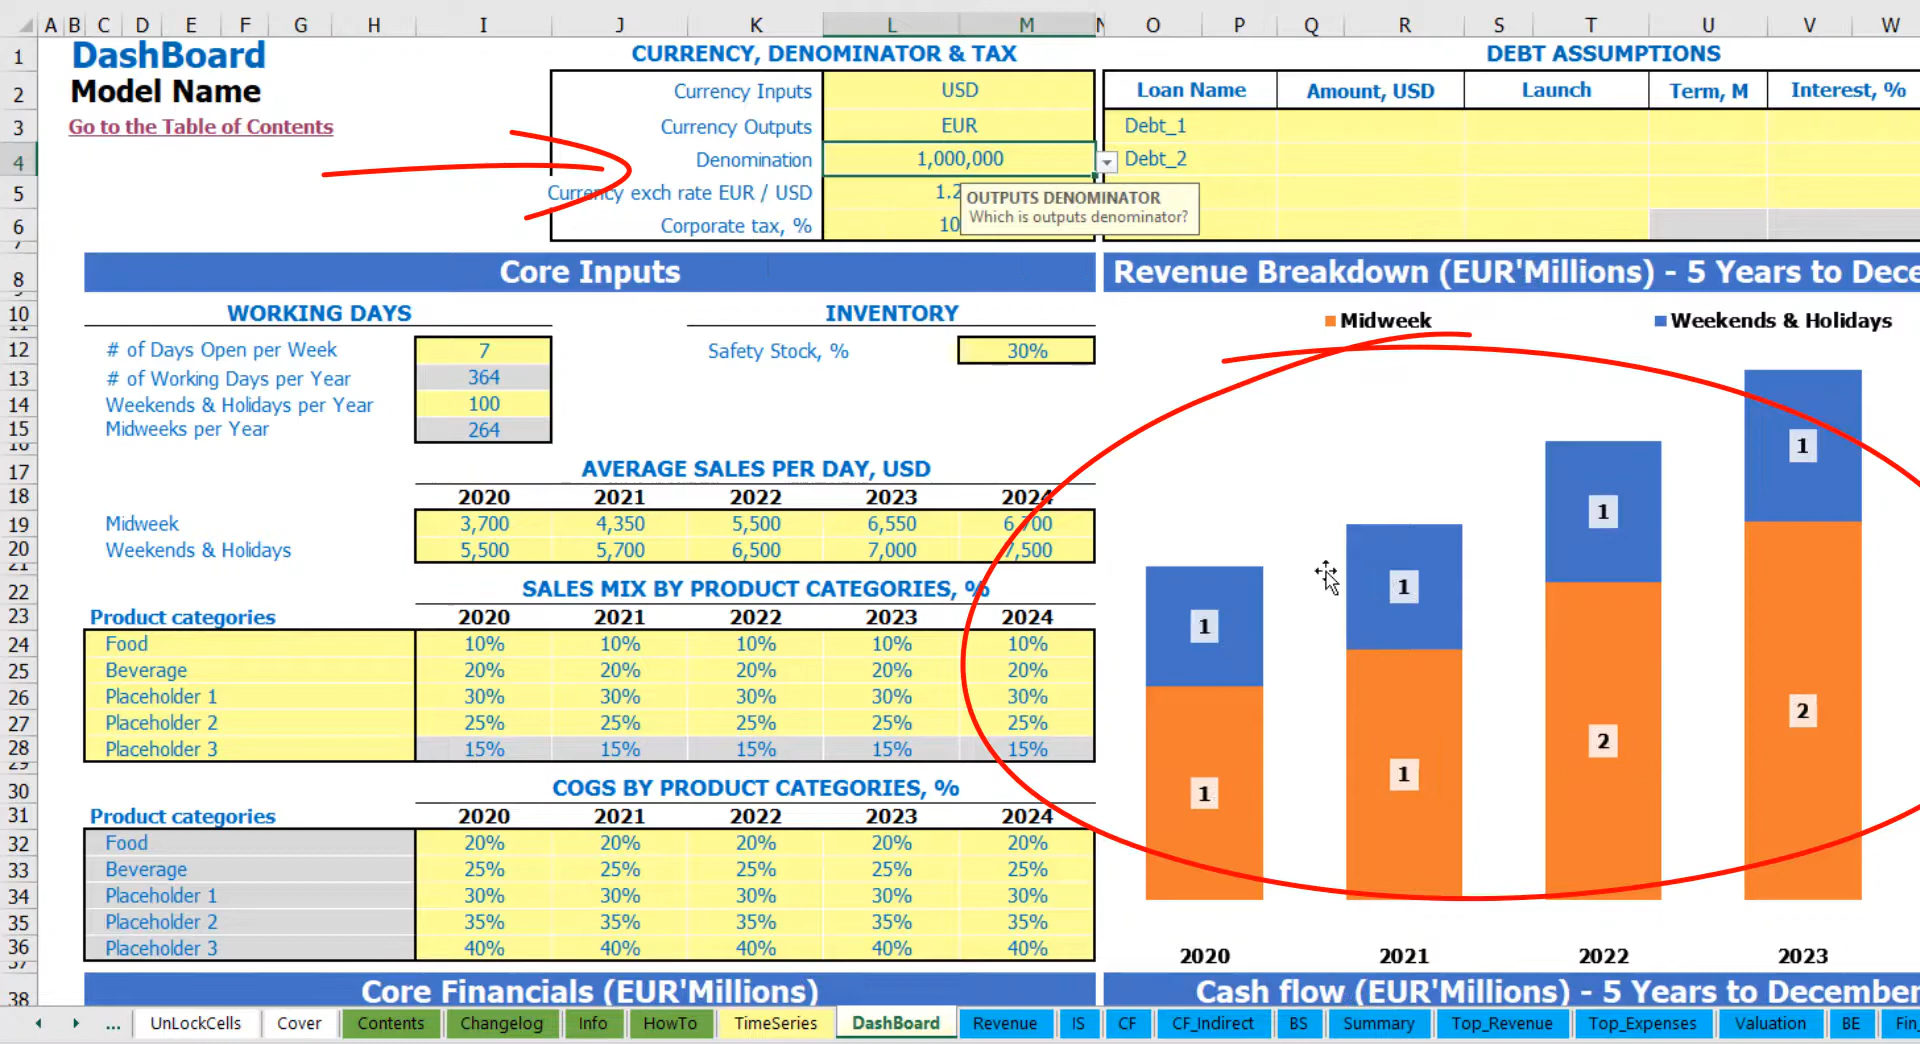 A B C D E F G H I J K L M N O P Q R S T U V W
1 DashBoard CURRENCY, DENOMINATOR & TAX DEBT ASSUMPTIONS
2 Model Name Currency Inputs USD Loan Name Amount, USD Launch Term, M Interest, %
3 Go to the Table of Contents Currency Outputs EUR Debt_1
4 Denomination 1,000,000 Debt_2
5 Currency exch rate EUR / USD 1.2 OUTPUTS DENOMINATOR
Which is outputs denominator?
6 Corporate tax, % 10
7
8 Core Inputs Revenue Breakdown (EUR'Millions) - 5 Years to Dece
9
10 WORKING DAYS INVENTORY Midweek Weekends & Holidays
11
12 # of Days Open per Week 7 Safety Stock, % 30%
13 # of Working Days per Year 364
14 Weekends & Holidays per Year 100
15 Midweeks per Year 264
16
17 AVERAGE SALES PER DAY, USD
18 2020 2021 2022 2023 2024
19 Midweek 3,700 4,350 5,500 6,550 6,700
20 Weekends & Holidays 5,500 5,700 6,500 7,000 7,500
21
22 SALES MIX BY PRODUCT CATEGORIES, %
23 Product categories 2020 2021 2022 2023 2024
24 Food 10% 10% 10% 10% 10%
25 Beverage 20% 20% 20% 20% 20%
26 Placeholder 1 30% 30% 30% 30% 30%
27 Placeholder 2 25% 25% 25% 25% 25%
28 Placeholder 3 15% 15% 15% 15% 15%
29
30 COGS BY PRODUCT CATEGORIES, %
31 Product categories 2020 2021 2022 2023 2024
32 Food 20% 20% 20% 20% 20%
33 Beverage 25% 25% 25% 25% 25%
34 Placeholder 1 30% 30% 30% 30% 30%
35 Placeholder 2 35% 35% 35% 35% 35%
36 Placeholder 3 40% 40% 40% 40% 40%
37
1 1 1 1
1 1 2 2
2020 2021 2022 2023
38 Core Financials (EUR'Millions) Cash flow (EUR'Millions) - 5 Years to December
... UnLockCells Cover Contents Changelog Info HowTo TimeSeries DashBoard Revenue IS CF CF_Indirect BS Summary Top_Revenue Top_Expenses Valuation BE Fin_